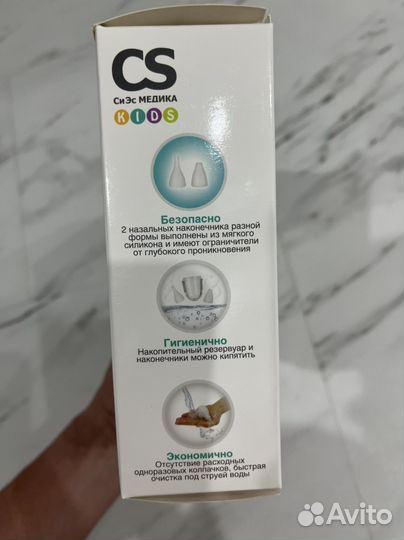 CS
СиЭс МЕДИКА
KIDS
Безопасно
2 назальных наконечника разной
формы выполнены из мягкого
силикона и имеют ограничители
от глубокого проникновения
Гигиенично
Накопительный резервуар и
наконечники можно кипятить
Экономично
Отсутствие расходных
одноразовых колпачков, быстрая
очистка под струей воды
Avito